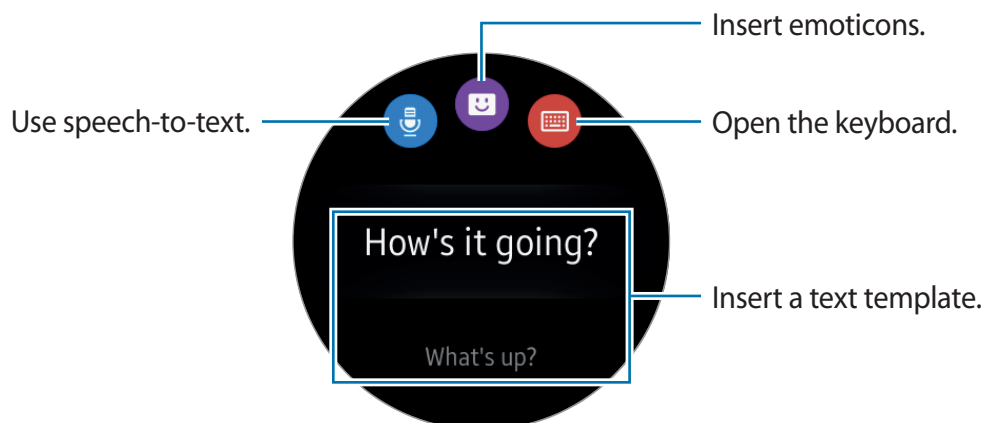 Insert emoticons.
Use speech-to-text.
Open the keyboard.
How's it going?
Insert a text template.
What's up?